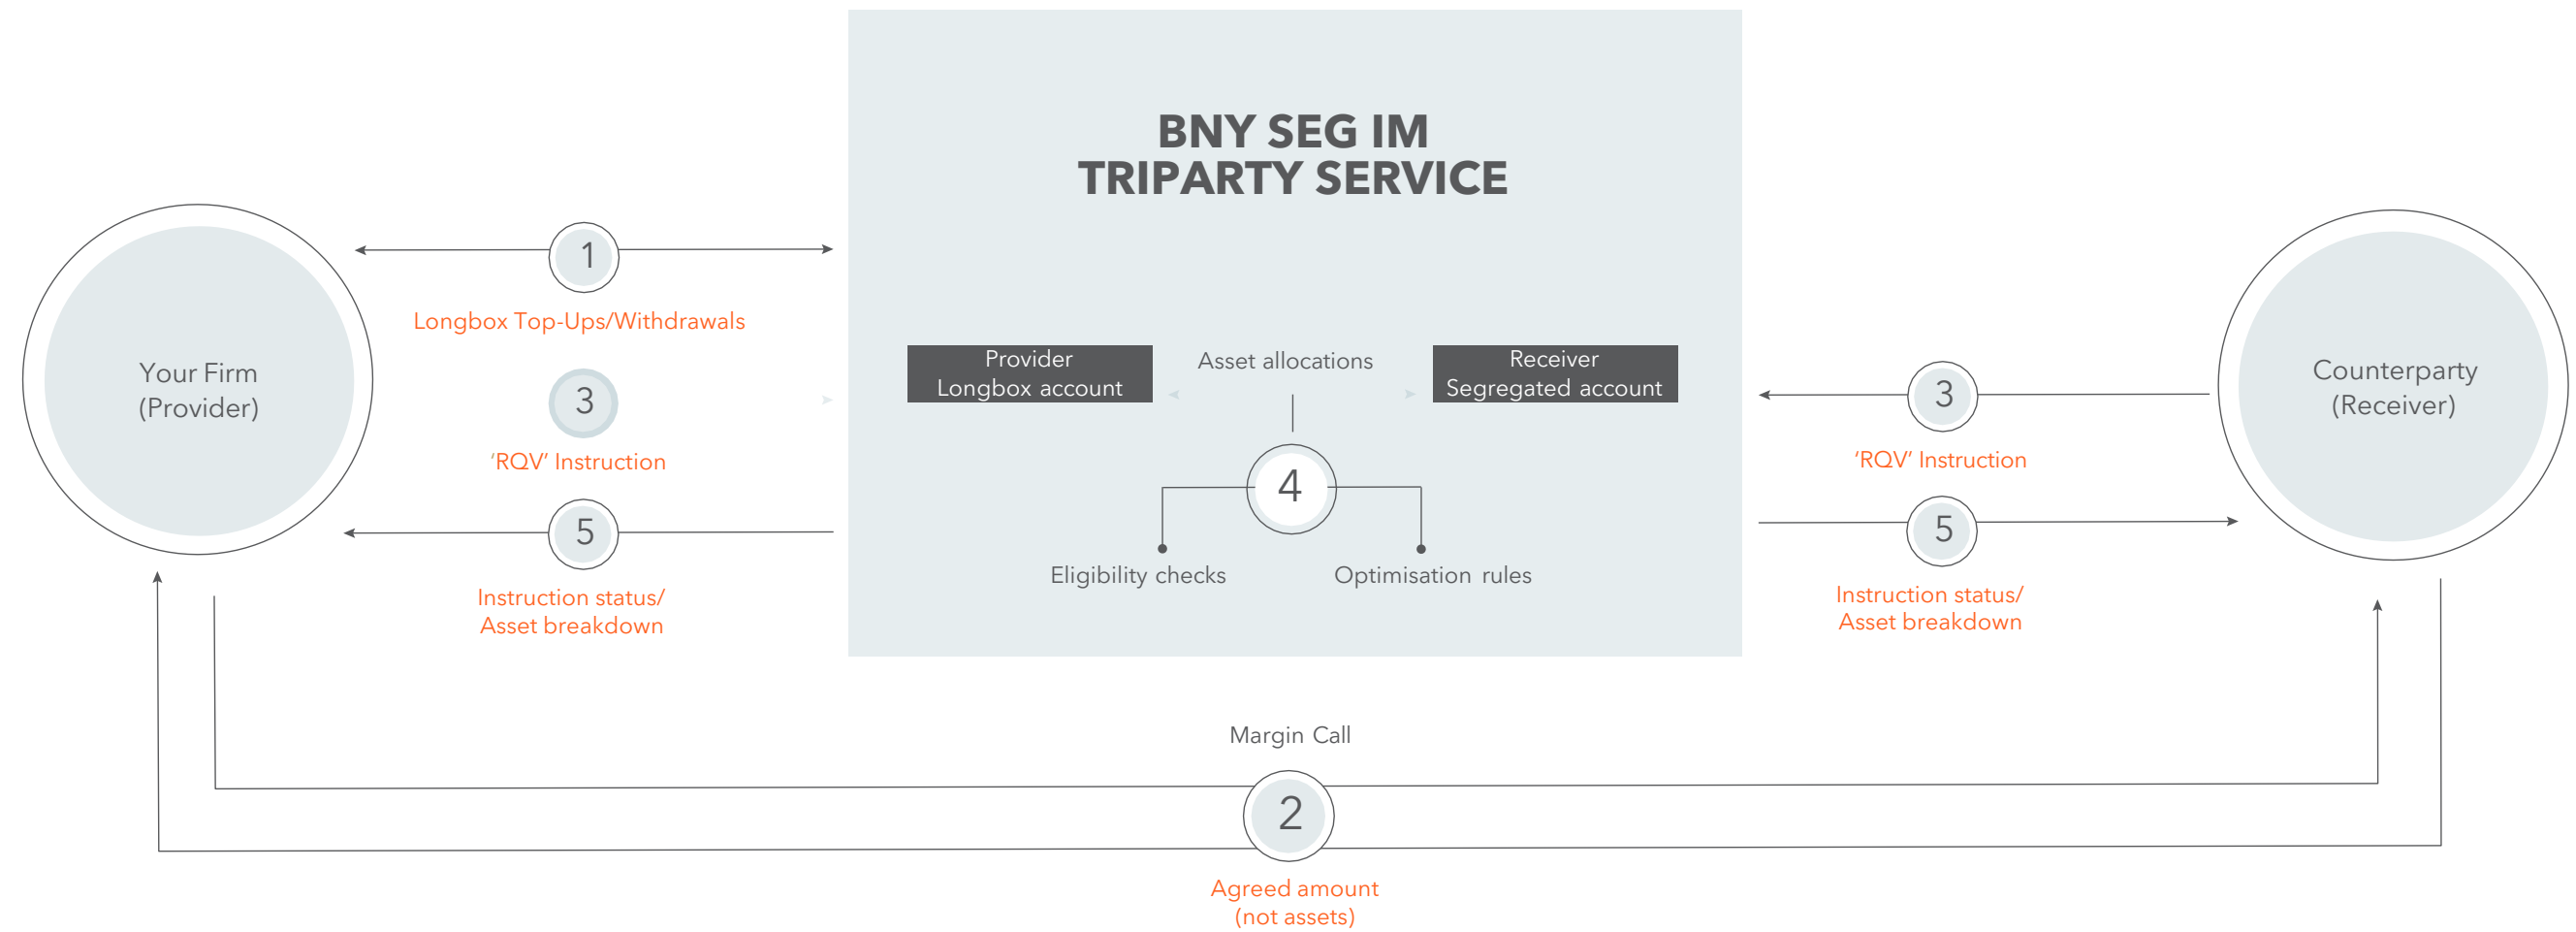 BNY SEG IM
TRIPARTY SERVICE
1
Longbox Top-Ups/Withdrawals
Your Firm
(Provider)
3
‘RQV’ Instruction
5
Instruction status/
Asset breakdown
Provider
Longbox account
Asset allocations
Receiver
Segregated account
4
Eligibility checks
Optimisation rules
3
‘RQV’ Instruction
5
Instruction status/
Asset breakdown
Counterparty
(Receiver)
Margin Call
2
Agreed amount
(not assets)